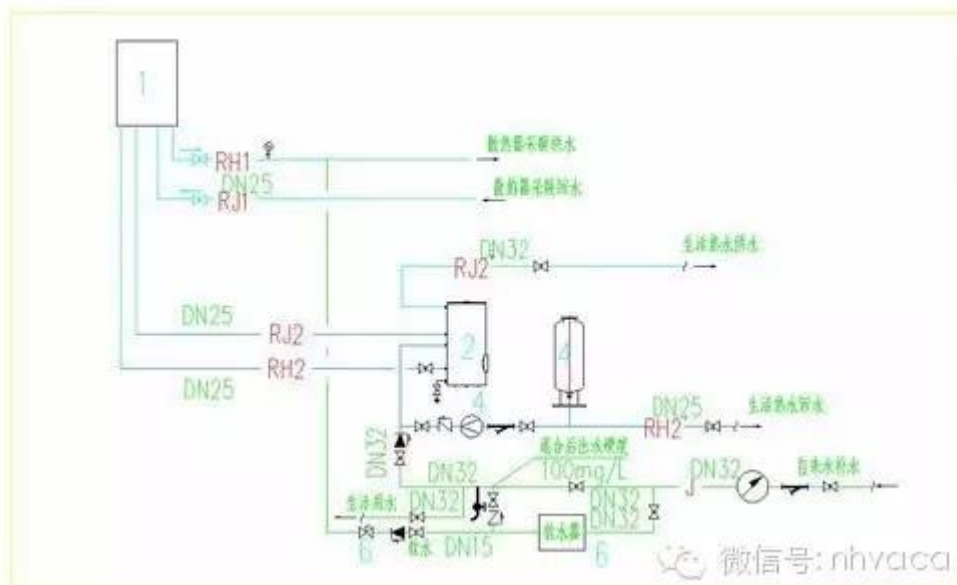 1
散热器采暖供水
RH1
DN25
散热器采暖回水
RJ1
DN32
生活热水供水
RJ2
DN25
RJ2
2
4
RH2
DN25
4
DN25
生活热水回水
RH2
DN32
混合后出水硬度
100mg/L
DN32
DN32
自来水补水
J
生活用水
DN32
DN32
DN32
软水器
6
软水
DN15
6
微信号: nhvaca